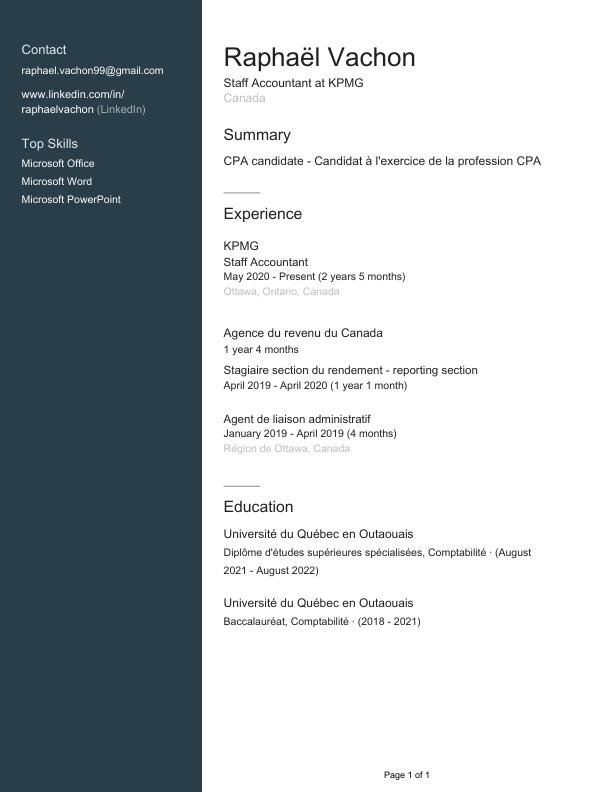 Contact
raphael.vachon99@gmail.com
www.linkedin.com/in/
raphaelvachon (LinkedIn)
Top Skills
Microsoft Office
Microsoft Word
Microsoft PowerPoint
Raphaël Vachon
Staff Accountant at KPMG
Canada
Summary
CPA candidate - Candidat à l'exercice de la profession CPA
Experience
KPMG
Staff Accountant
May 2020 - Present (2 years 5 months)
Ottawa, Ontario, Canada
Agence du revenu du Canada
1 year 4 months
Stagiaire section du rendement - reporting section
April 2019 - April 2020 (1 year 1 month)
Agent de liaison administratif
January 2019 - April 2019 (4 months)
Région de Ottawa, Canada
Education
Université du Québec en Outaouais
Diplôme d'études supérieures spécialisées, Comptabilité · (August
2021 - August 2022)
Université du Québec en Outaouais
Baccalauréat, Comptabilité · (2018 - 2021)
Page 1 of 1